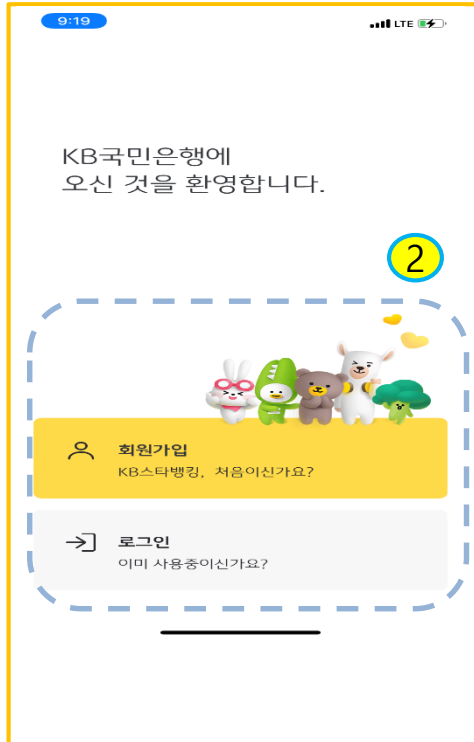 9:19
LTE
KB국민은행에
오신 것을 환영합니다.
2
회원가입
KB스타뱅킹, 처음이신가요?
로그인
이미 사용중이신가요?